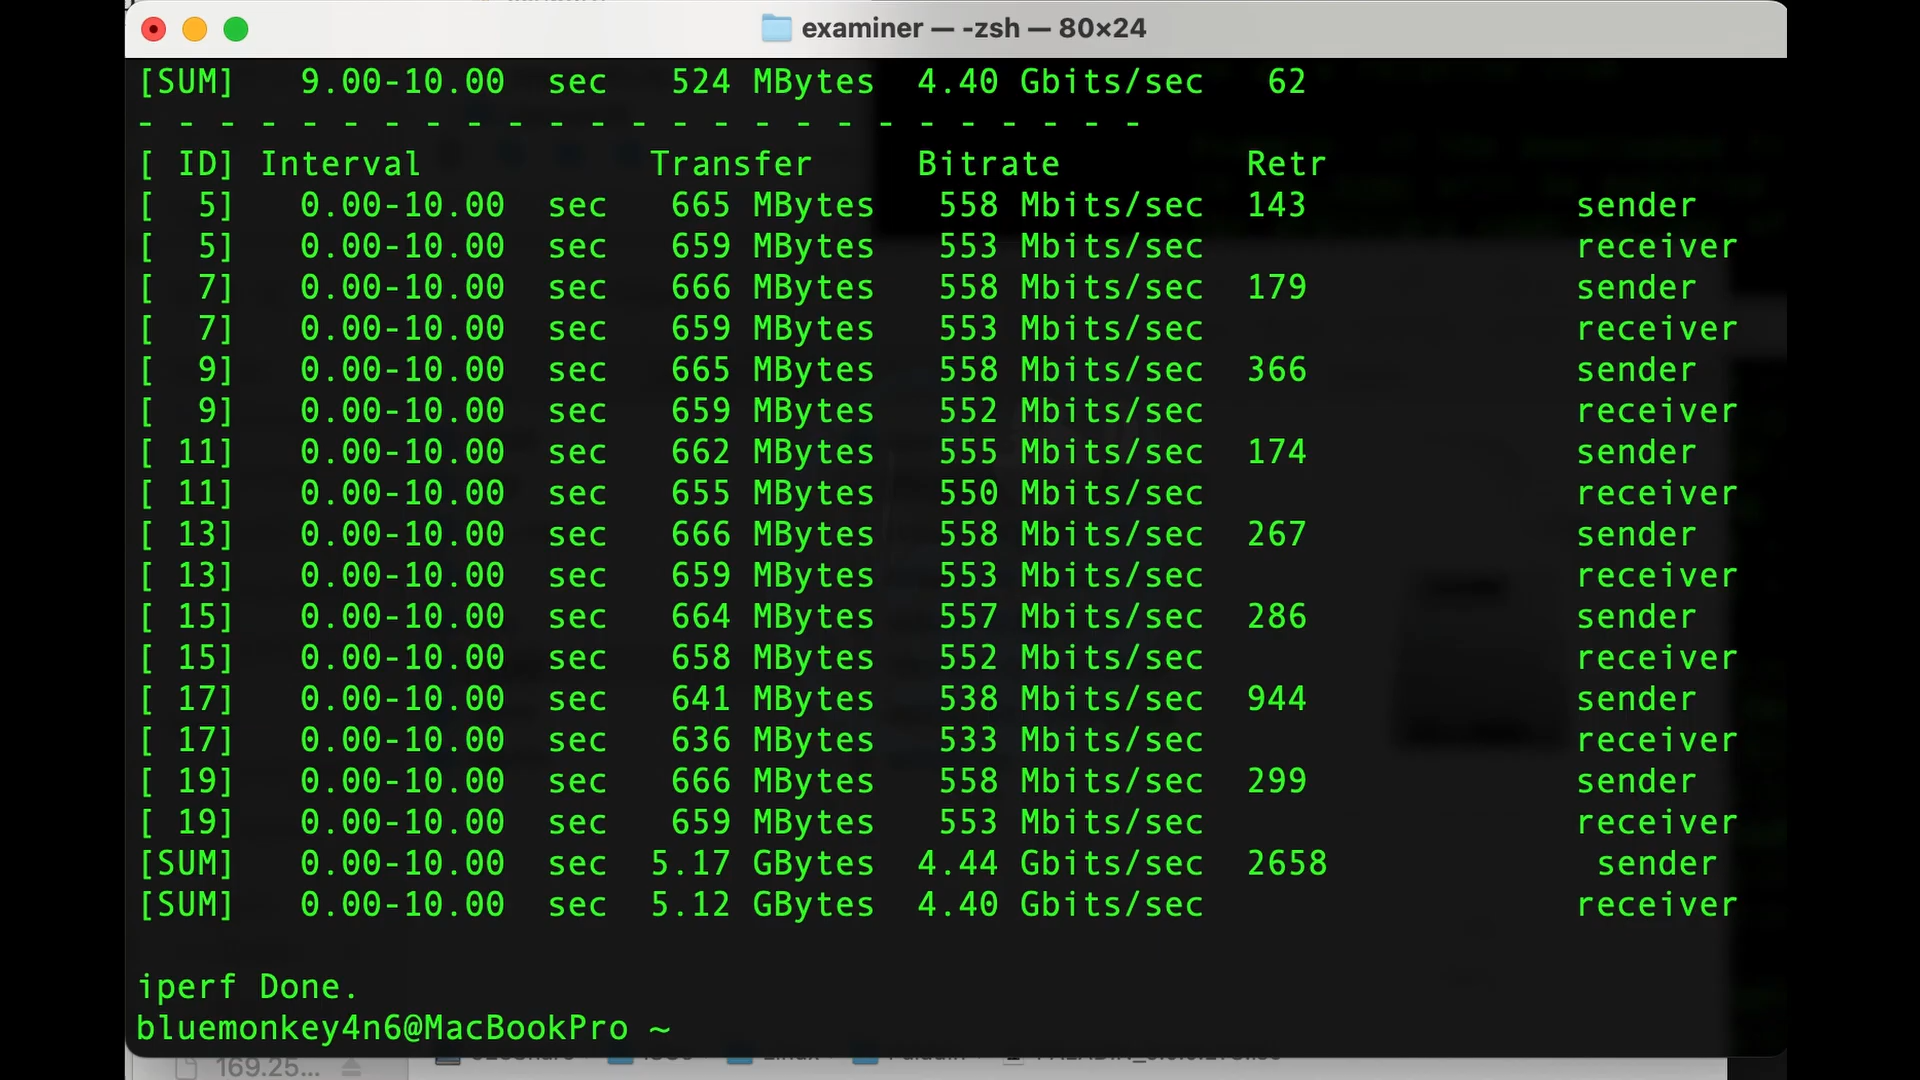 examiner — -zsh — 80×24
[SUM] 9.00-10.00 sec 524 MBytes 4.40 Gbits/sec 62
- - - - - - - - - - - - - - - - - - - - - - - - -
[ ID] Interval Transfer Bitrate Retr
[ 5] 0.00-10.00 sec 665 MBytes 558 Mbits/sec 143 sender
[ 5] 0.00-10.00 sec 659 MBytes 553 Mbits/sec receiver
[ 7] 0.00-10.00 sec 666 MBytes 558 Mbits/sec 179 sender
[ 7] 0.00-10.00 sec 659 MBytes 553 Mbits/sec receiver
[ 9] 0.00-10.00 sec 665 MBytes 558 Mbits/sec 366 sender
[ 9] 0.00-10.00 sec 659 MBytes 552 Mbits/sec receiver
[ 11] 0.00-10.00 sec 662 MBytes 555 Mbits/sec 174 sender
[ 11] 0.00-10.00 sec 655 MBytes 550 Mbits/sec receiver
[ 13] 0.00-10.00 sec 666 MBytes 558 Mbits/sec 267 sender
[ 13] 0.00-10.00 sec 659 MBytes 553 Mbits/sec receiver
[ 15] 0.00-10.00 sec 664 MBytes 557 Mbits/sec 286 sender
[ 15] 0.00-10.00 sec 658 MBytes 552 Mbits/sec receiver
[ 17] 0.00-10.00 sec 641 MBytes 538 Mbits/sec 944 sender
[ 17] 0.00-10.00 sec 636 MBytes 533 Mbits/sec receiver
[ 19] 0.00-10.00 sec 666 MBytes 558 Mbits/sec 299 sender
[ 19] 0.00-10.00 sec 659 MBytes 553 Mbits/sec receiver
[SUM] 0.00-10.00 sec 5.17 GBytes 4.44 Gbits/sec 2658 sender
[SUM] 0.00-10.00 sec 5.12 GBytes 4.40 Gbits/sec receiver
iperf Done.
bluemonkey4n6@MacBookPro ~
169.25...